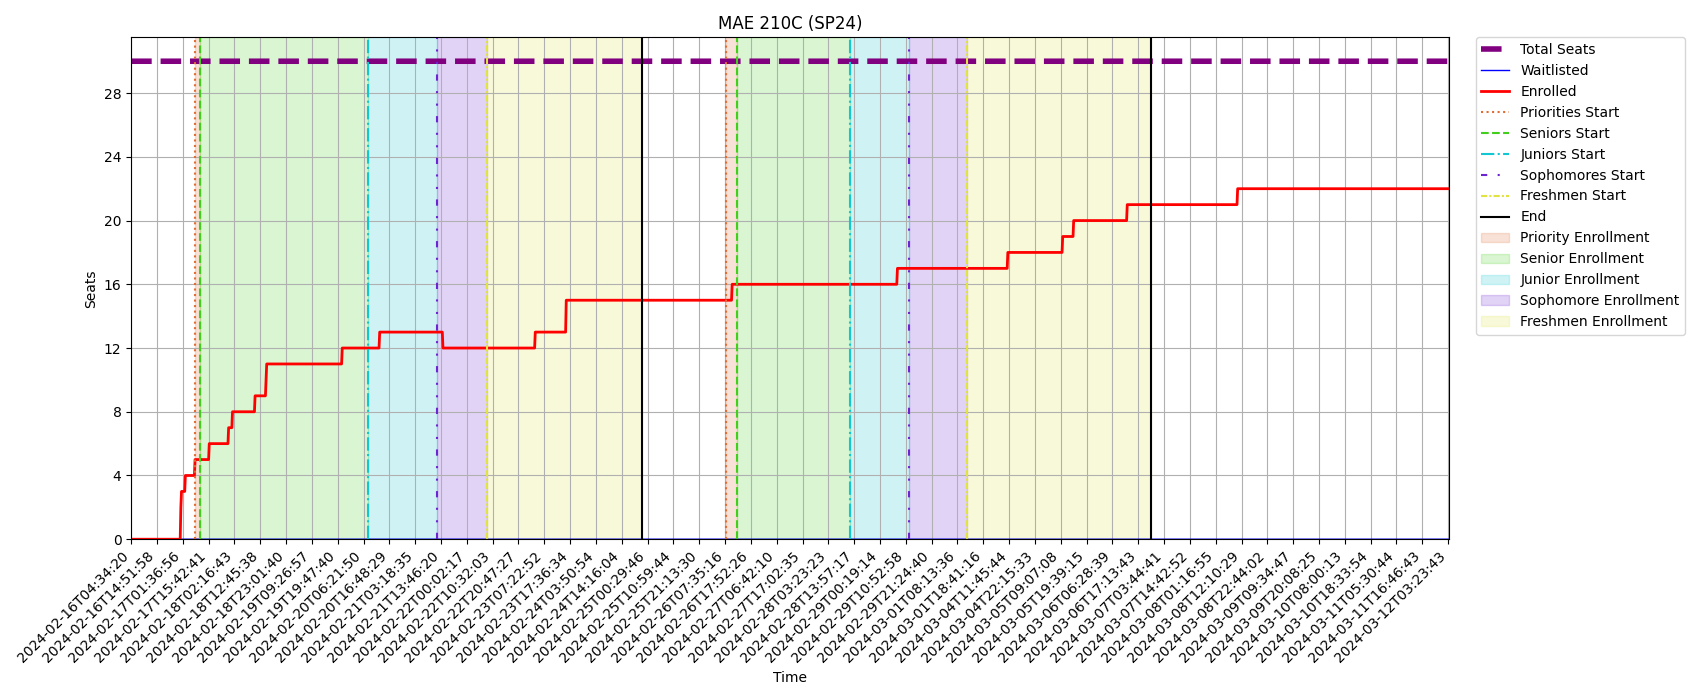 MAE 210C (SP24)
Seats
28
24
20
16
12
8
4
0
2024-02-16T04:34:20
2024-02-16T14:51:58
2024-02-17T01:36:56
2024-02-17T15:42:41
2024-02-18T02:16:43
2024-02-18T12:45:38
2024-02-18T23:01:40
2024-02-19T09:26:57
2024-02-19T19:47:40
2024-02-20T06:21:50
2024-02-20T16:48:29
2024-02-21T03:18:35
2024-02-21T13:46:20
2024-02-22T00:02:17
2024-02-22T10:32:03
2024-02-22T20:47:27
2024-02-23T07:22:52
2024-02-23T17:36:34
2024-02-24T03:50:54
2024-02-24T14:16:04
2024-02-25T00:29:46
2024-02-25T10:59:44
2024-02-25T21:13:30
2024-02-26T07:35:16
2024-02-26T17:52:26
2024-02-27T06:42:10
2024-02-27T17:02:35
2024-02-28T03:23:23
2024-02-28T13:57:17
2024-02-29T00:19:14
2024-02-29T10:52:58
2024-02-29T21:24:40
2024-03-01T08:13:36
2024-03-01T18:41:16
2024-03-04T11:45:44
2024-03-04T22:15:33
2024-03-05T09:07:08
2024-03-05T19:39:15
2024-03-06T06:28:39
2024-03-06T17:13:43
2024-03-07T03:44:41
2024-03-07T14:42:52
2024-03-08T01:16:55
2024-03-08T12:10:29
2024-03-08T22:44:02
2024-03-09T09:34:47
2024-03-09T20:08:25
2024-03-10T08:00:13
2024-03-10T18:33:54
2024-03-11T05:30:44
2024-03-11T16:46:43
2024-03-12T03:23:43
Time
Total Seats
Waitlisted
Enrolled
Priorities Start
Seniors Start
Juniors Start
Sophomores Start
Freshmen Start
End
Priority Enrollment
Senior Enrollment
Junior Enrollment
Sophomore Enrollment
Freshmen Enrollment